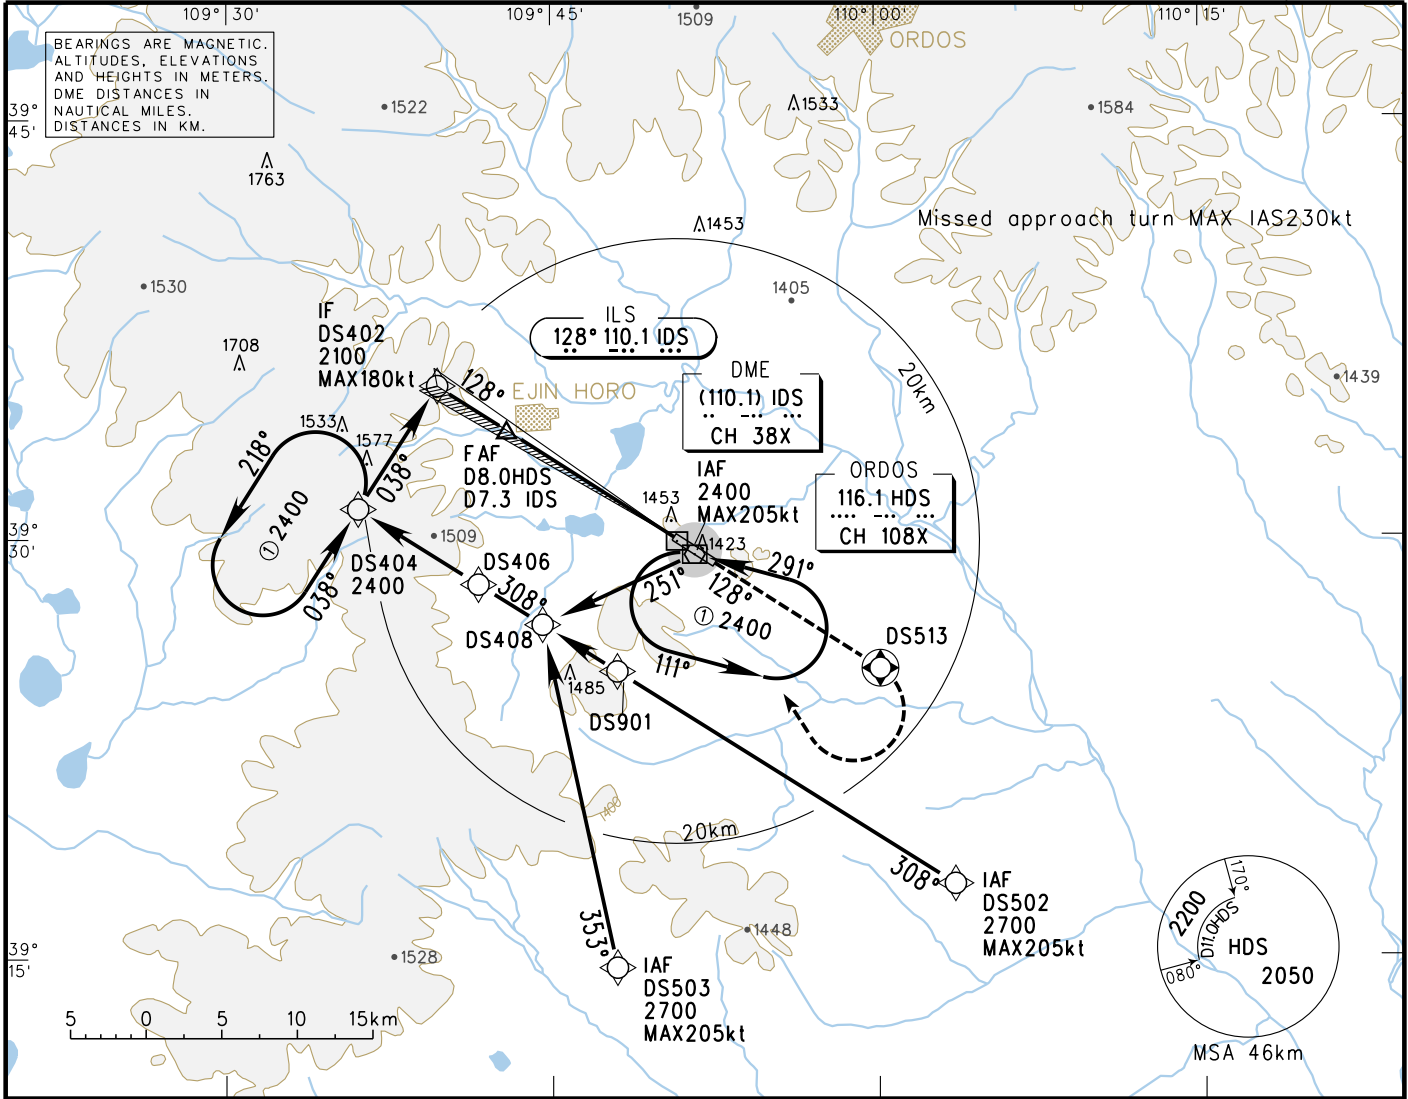 109° 30'
109° 45'
110° 00'
110° 15'
1509
ORDOS
BEARINGS ARE MAGNETIC.
ALTITUDES, ELEVATIONS
AND HEIGHTS IN METERS.
DME DISTANCES IN
NAUTICAL MILES.
DISTANCES IN KM.
39°
45'
1522
1533
1584
1763
1453
Missed approach turn MAX IAS230kt
1530
1405
IF
DS402
2100
MAX180kt
ILS
128° 110.1 IDS
1708
128°
EJIN HORO
DME
(110.1) IDS
CH 38X
20km
1439
1533
1577
218°
038°
FAF
D8.0HDS
D7.3 IDS
IAF
2400
MAX205kt
ORDOS
116.1 HDS
CH 108X
1453
① 2400
39°
30'
1509
1423
DS404
2400
DS406
308°
038°
251°
128°
291°
① 2400
DS408
DS513
111°
1485
DS901
1400
20km
308°
IAF
DS502
2700
MAX205kt
353°
1448
39°
15'
1528
IAF
DS503
2700
MAX205kt
170°
2200
D11.0HDS
HDS
080°
2050
MSA 46km
5 0 5 10 15km